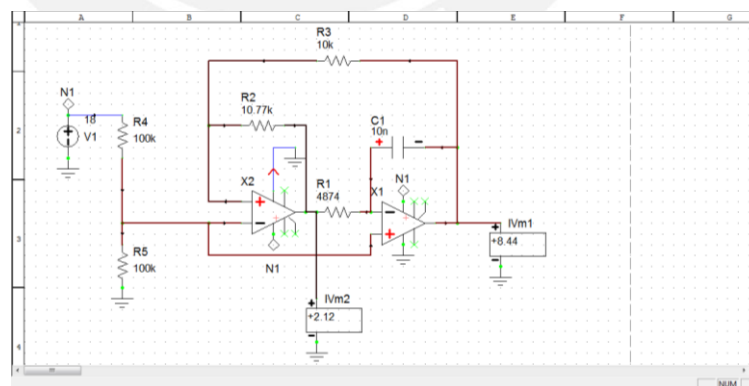 A B C D E F G
R3
10k
N1
18
V1
R4
100k
R2
10.77k
C1
10n
2
X2
R1
4874
X1
N1
IVm1
+8.44
3
R5
100k
N1
IVm2
+2.12
4
NUM